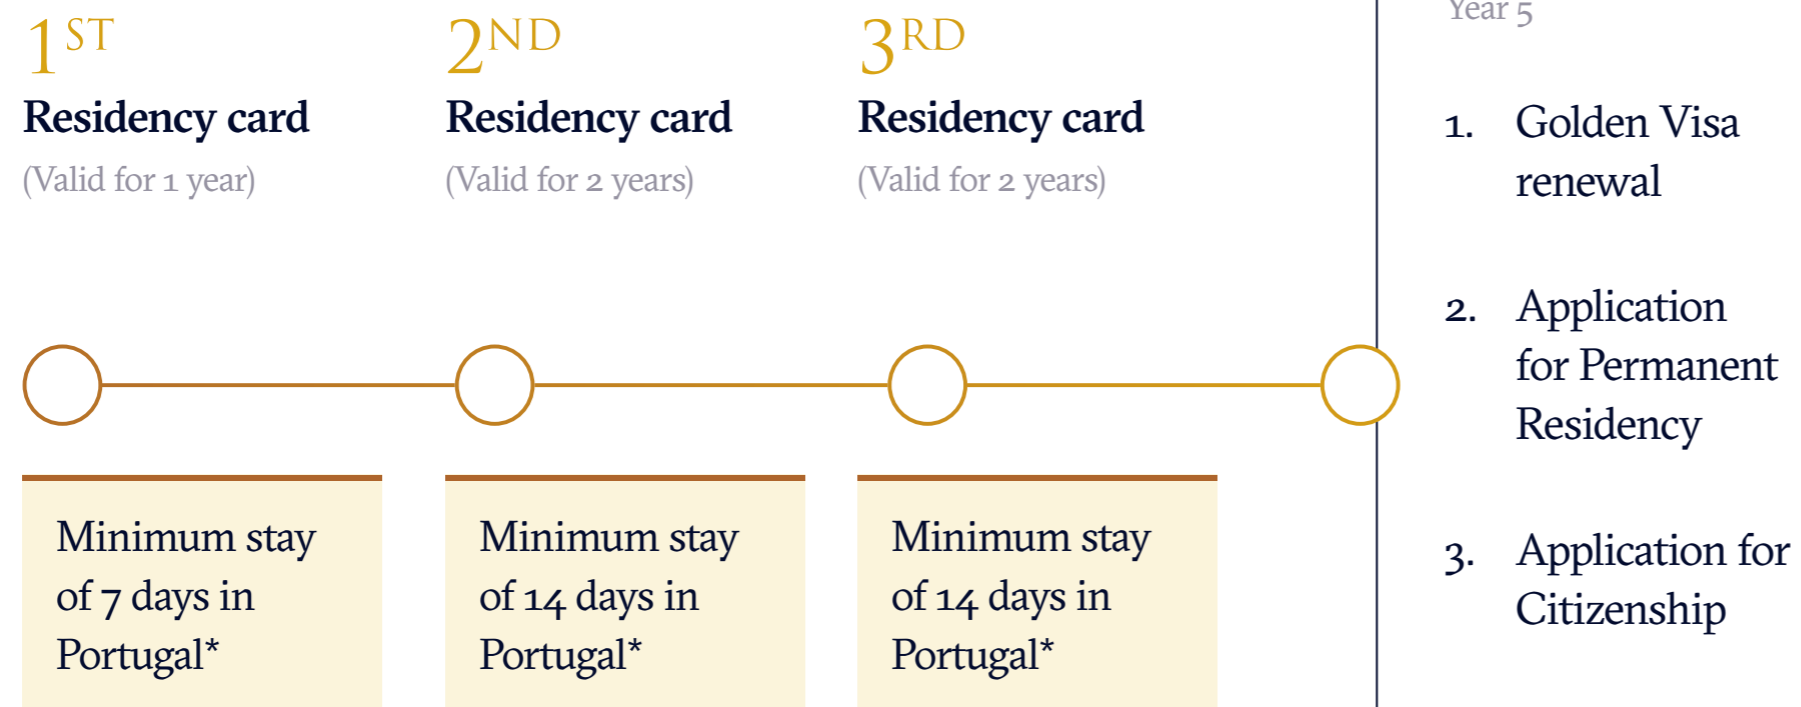 1ST
Residency card
(Valid for 1 year)
2ND
Residency card
(Valid for 2 years)
3RD
Residency card
(Valid for 2 years)
Minimum stay
of 7 days in
Portugal*
Minimum stay
of 14 days in
Portugal*
Minimum stay
of 14 days in
Portugal*
Year 5
1. Golden Visa
renewal
2. Application
for Permanent
Residency
3. Application for
Citizenship